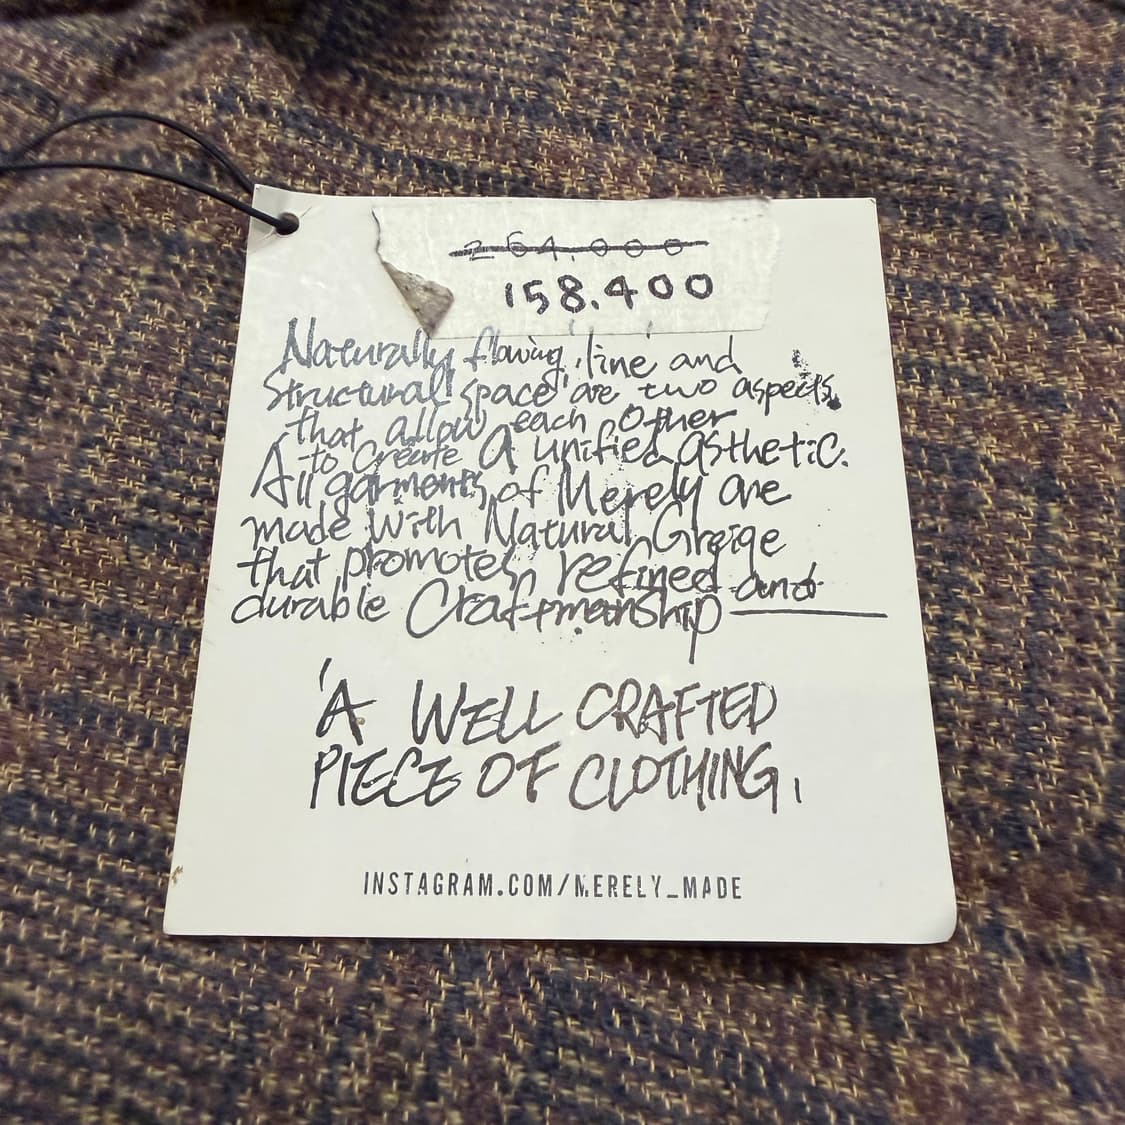 264.000
158.400
Naturally flowing 'line' and
structural 'space' are two aspects
that allow each other
to create a unified asthetic.
All garments of Merely are
made with Natural Greige
that promotes refined and
durable Craftmanship
'A WELL CRAFTED
PIECE OF CLOTHING,
INSTAGRAM.COM/MERELY_MADE